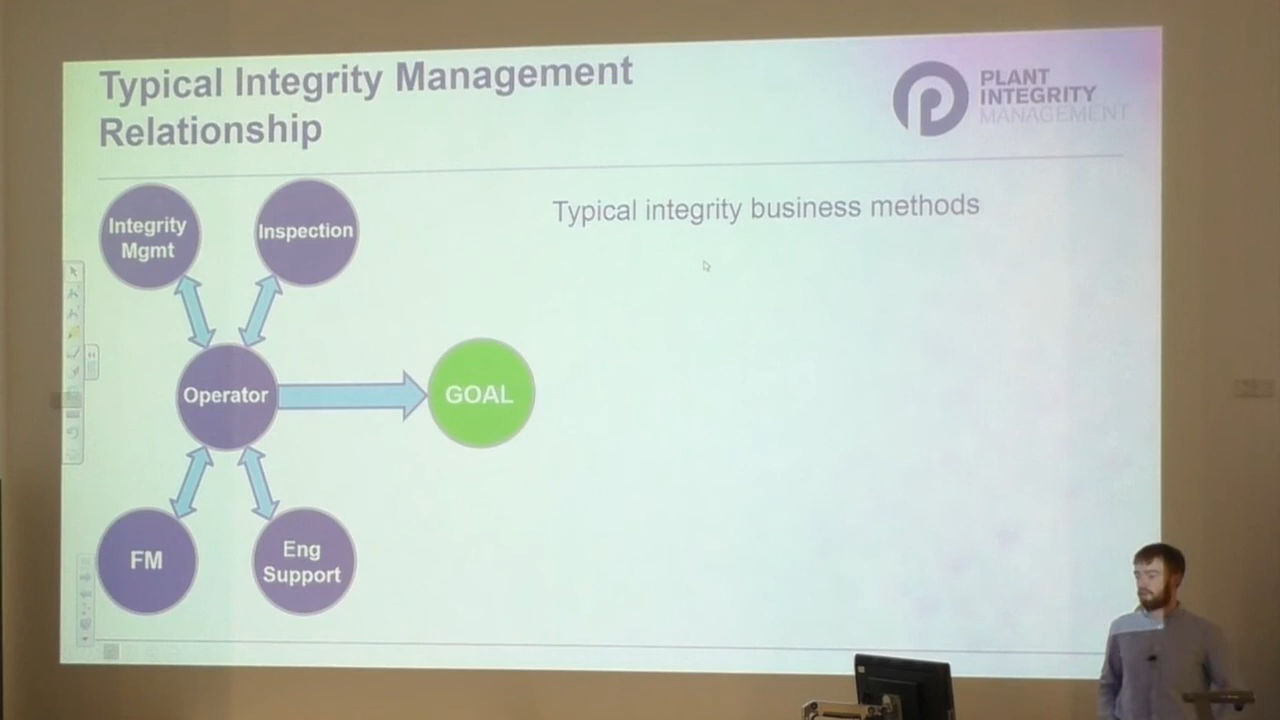 Typical Integrity Management
Relationship
PLANT
INTEGRITY
MANAGEMENT
Typical integrity business methods
Integrity
Mgmt
Inspection
Operator
GOAL
FM
Eng
Support